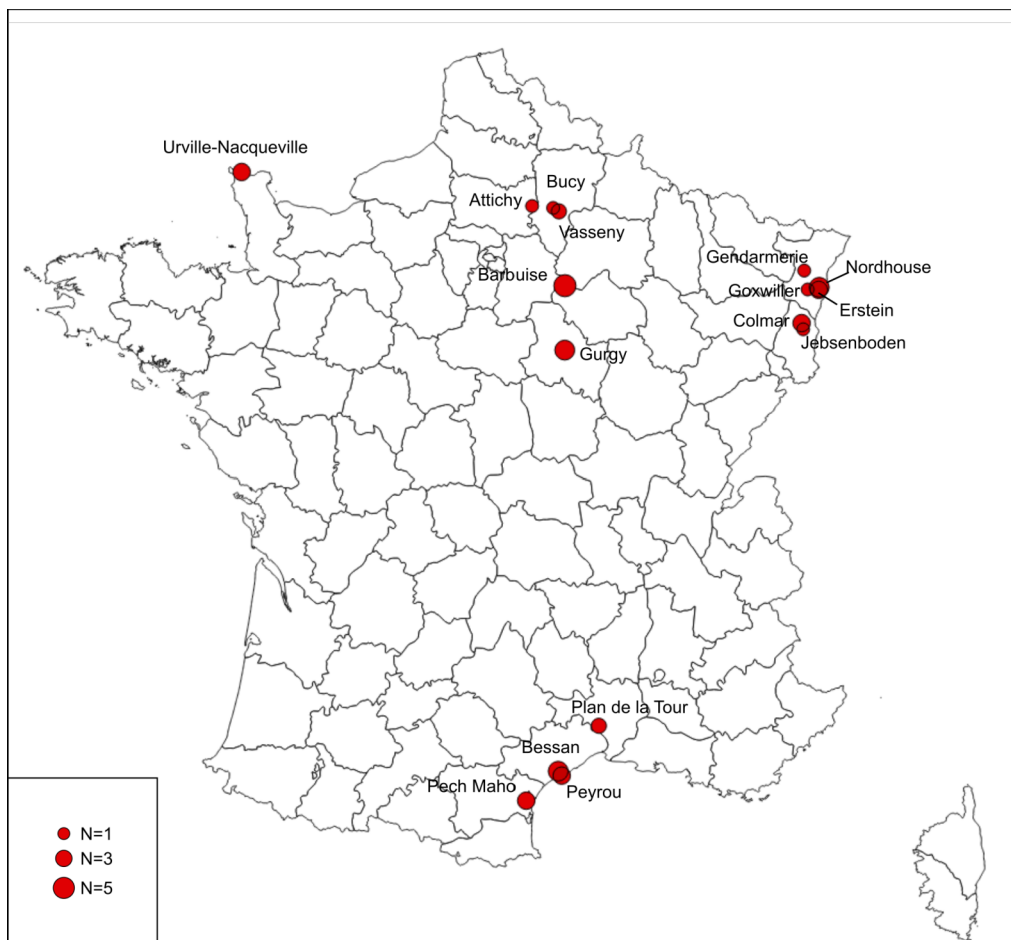 Urville-Nacqueville
Bucy
Attichy
Vasseny
Gendarmerie
Nordhouse
Barbuise
Goxwiller
Erstein
Colmar
Jebsenboden
Gurgy
Plan de la Tour
Bessan
Pech Maho
Peyrou
N=1
N=3
N=5